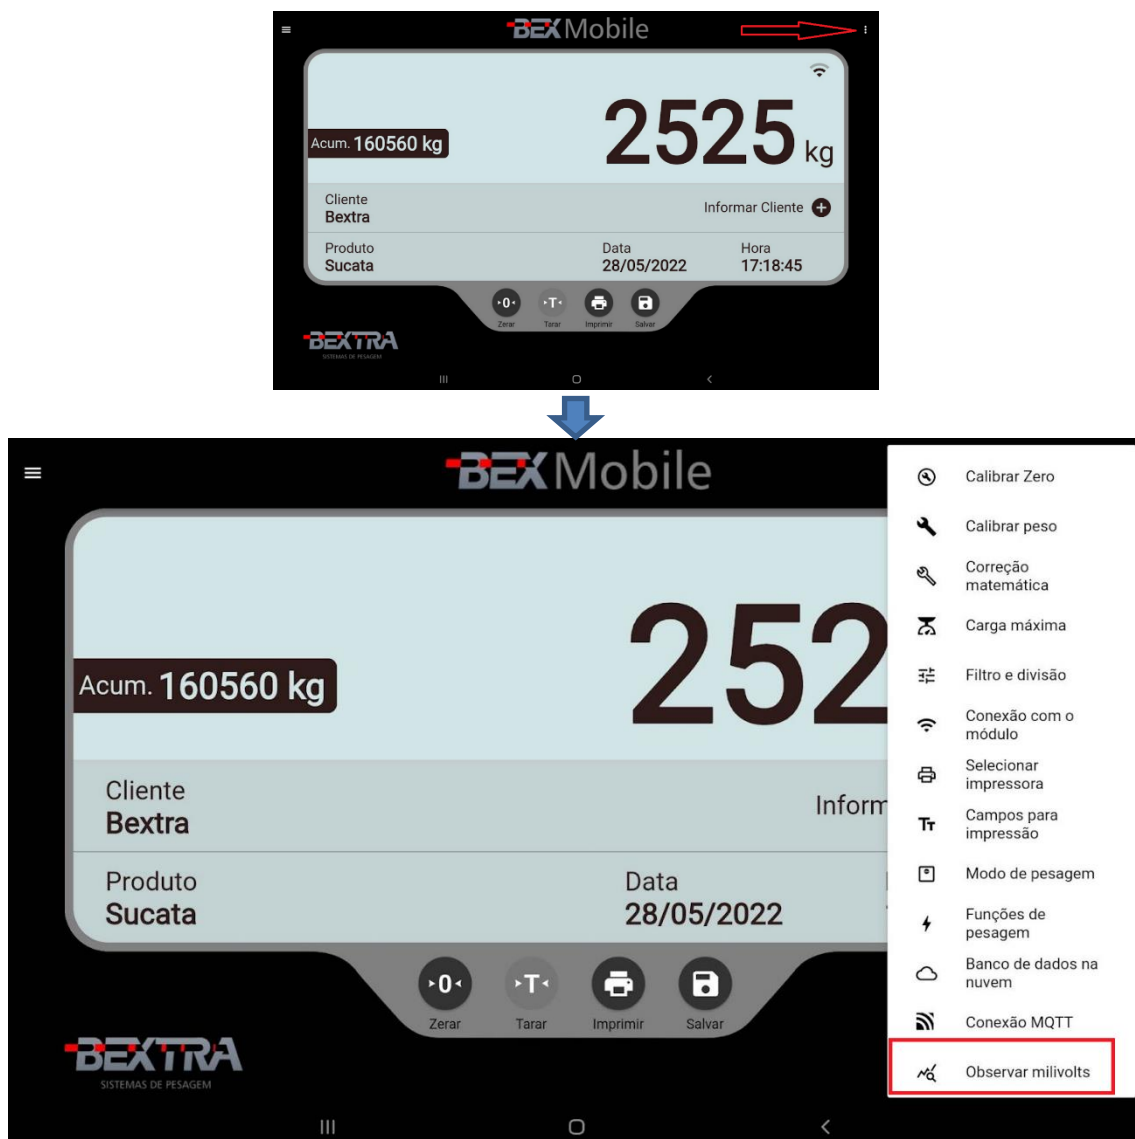 BEX Mobile
2525 kg
Acum. 160560 kg
Cliente
Bextra
Informar Cliente
Produto
Sucata
Data
28/05/2022
Hora
17:18:45
0
T
Zerar
Tarar
Imprimir
Salvar
BEXTRA
SISTEMAS DE PESAGEM
BEX Mobile
252
Acum. 160560 kg
Cliente
Bextra
Inform
Produto
Sucata
Data
28/05/2022
0
T
Zerar
Tarar
Imprimir
Salvar
BEXTRA
SISTEMAS DE PESAGEM
Calibrar Zero
Calibrar peso
Correção
matemática
Carga máxima
Filtro e divisão
Conexão com o
módulo
Selecionar
impressora
Tт Campos para
impressão
Modo de pesagem
Funções de
pesagem
Banco de dados na
nuvem
Conexão MQTT
Observar milivolts